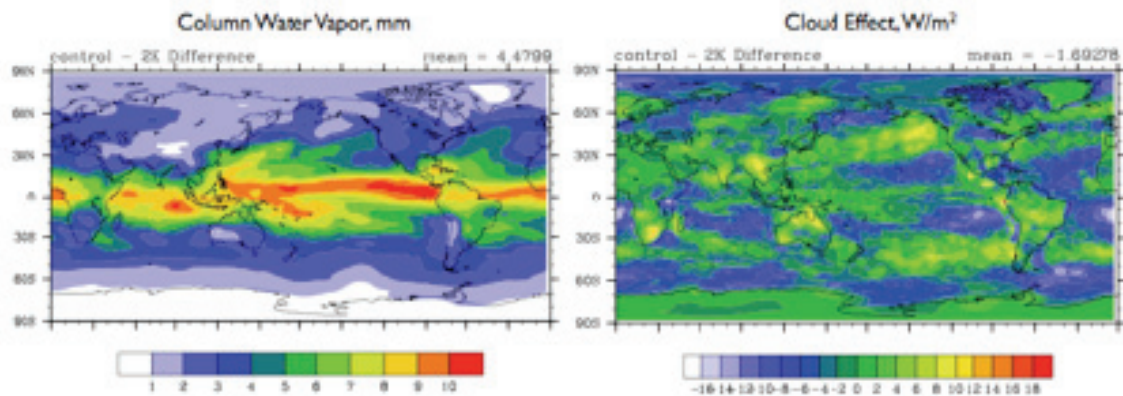 Column Water Vapor, mm
control - 2K Difference mean = 4.4799
90N
60N
30N
0
30S
60S
90S
1 2 3 4 5 6 7 8 9 10
Cloud Effect, W/m²
control - 2K Difference mean = -1.69278
90N
60N
30N
0
30S
60S
90S
-16 -14 -12 -10 -8 -6 -4 -2 0 2 4 6 8 10 12 14 16 18